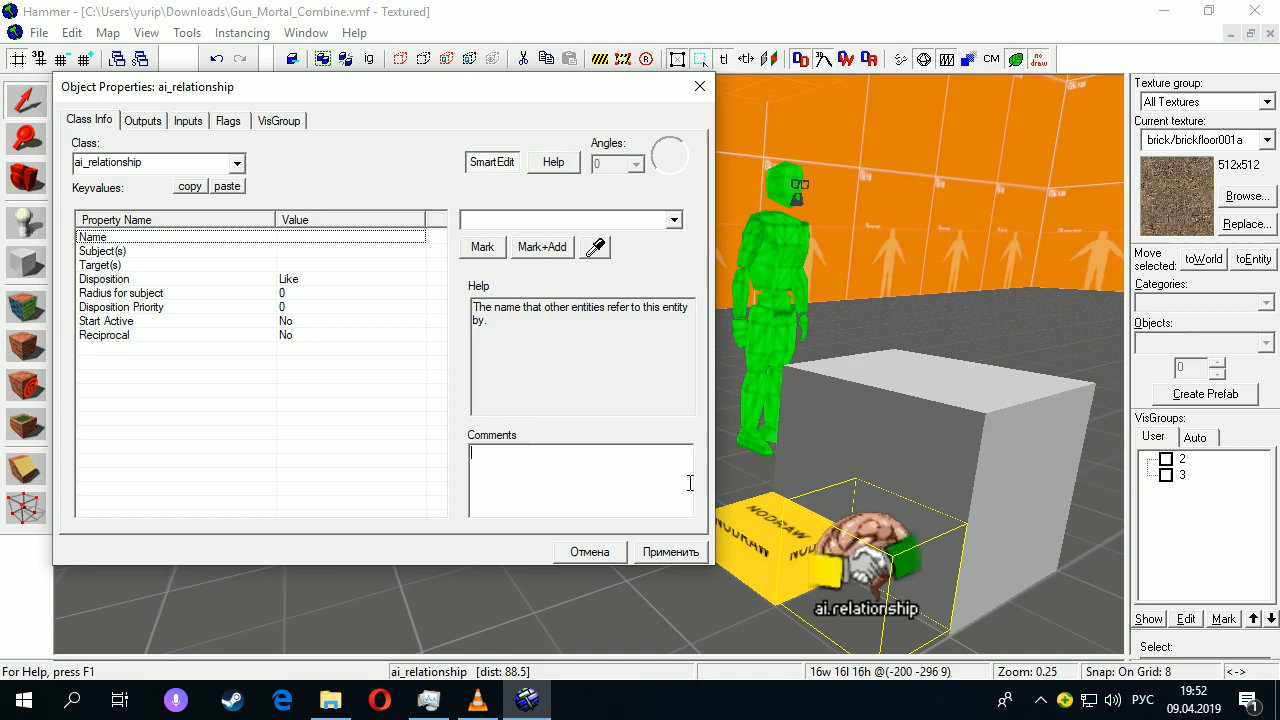 Hammer - [C:\Users\yurip\Downloads\Gun_Mortal_Combine.vmf - Textured]
File Edit Map View Tools Instancing Window Help
Object Properties: ai_relationship
Class Info Outputs Inputs Flags VisGroup
Class:
ai_relationship
Angles:
SmartEdit Help 0
Keyvalues: copy paste
Property Name Value
Name
Subject(s)
Target(s)
Disposition Like
Radius for subject 0
Disposition Priority 0
Start Active No
Reciprocal No
Mark Mark+Add
Help
The name that other entities refer to this entity
by.
Comments
Отмена Применить
NODRAW
NODRAW
ai.relationship
Texture group:
All Textures
Current texture:
brick/brickfloor001a
512x512
Browse...
Replace...
Move
selected:
toWorld toEntity
Categories:
Objects:
0
Create Prefab
VisGroups:
User Auto
2
3
Show Edit Mark
Select:
For Help, press F1 ai_relationship [dist: 88.5] 16w 16l 16h @(-200 -296 9) Zoom: 0.25 Snap: On Grid: 8 <->
РУС
19:52
09.04.2019
1